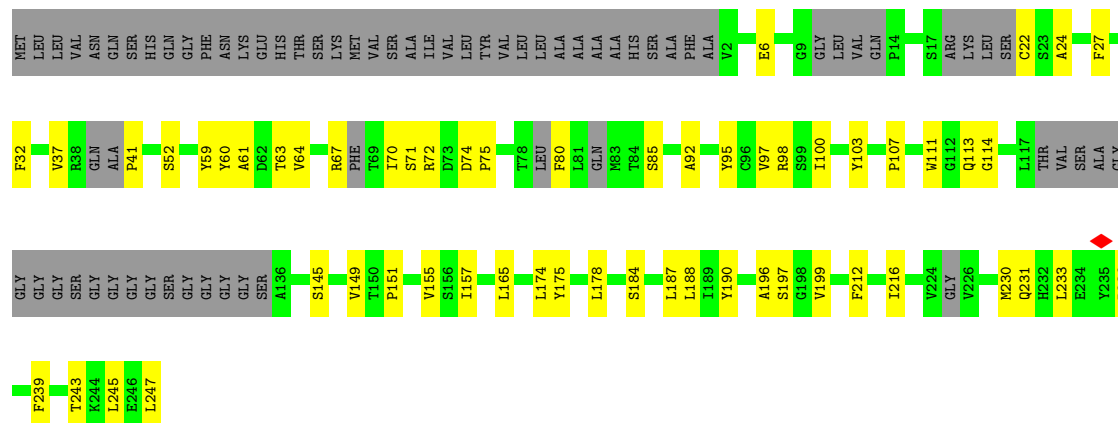 MET LEU LEU VAL ASN GLN SER HIS GLN GLY PHE ASN LYS GLU HIS THR SER LYS MET VAL SER ALA ILE VAL LEU TYR VAL LEU LEU ALA ALA ALA ALA HIS SER ALA PHE ALA V2 E6 G9 GLY LEU VAL GLN P14 S17 ARG LYS LEU SER C22 S23 A24 F27
F32 V37 R38 GLN ALA P41 S52 Y59 Y60 A61 D62 T63 V64 R67 PHE T69 I70 S71 R72 D73 D74 P75 T78 LEU F80 L81 GLN M83 T84 S85 A92 Y95 C96 V97 R98 S99 I100 Y103 P107 W111 G112 Q113 G114 L117 THR VAL SER ALA GLY
GLY GLY GLY SER GLY GLY GLY GLY SER GLY GLY GLY GLY SER A136 S145 V149 T150 P151 V155 S156 I157 L165 L174 Y175 L178 S184 L187 L188 I189 Y190 A196 S197 G198 V199 F212 I216 V224 GLY V226 M230 Q231 H232 L233 E234 Y235
F239 T243 K244 L245 E246 L247